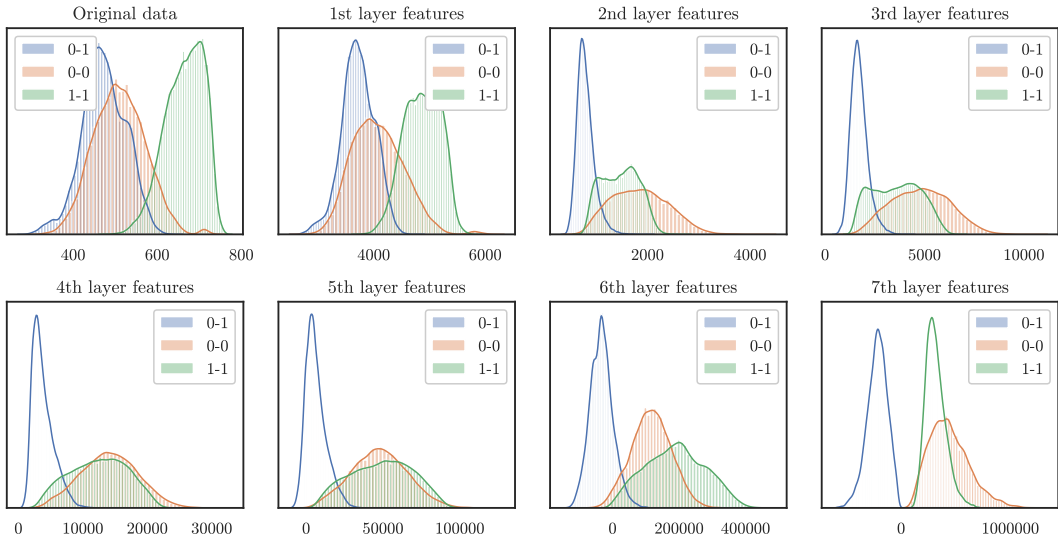 Original data
0-1
0-0
1-1
400 600 800
1st layer features
0-1
0-0
1-1
4000 6000
2nd layer features
0-1
0-0
1-1
2000 4000
3rd layer features
0-1
0-0
1-1
0 5000 10000
4th layer features
0-1
0-0
1-1
0 10000 20000 30000
5th layer features
0-1
0-0
1-1
0 50000 100000
6th layer features
0-1
0-0
1-1
0 200000 400000
7th layer features
0-1
0-0
1-1
0 1000000